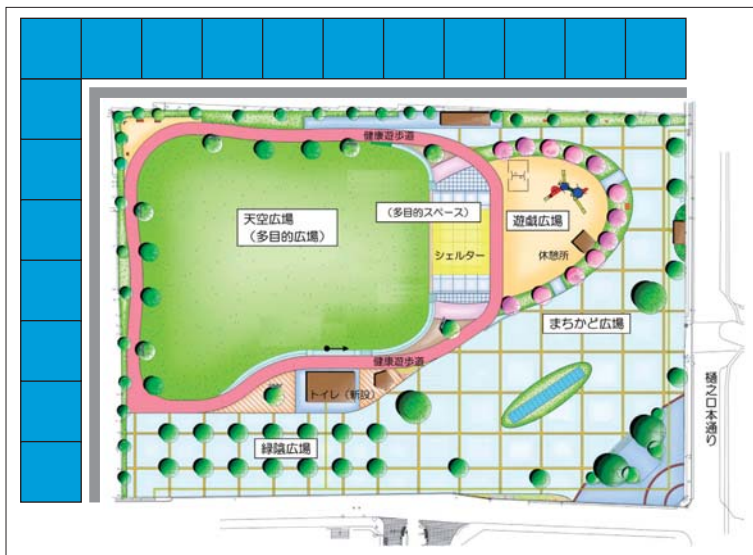 健康遊歩道
天空広場
（多目的広場）
（多目的スペース）
遊戯広場
シェルター
休憩所
まちかど広場
健康遊歩道
トイレ（新設）
樋之口本通り
緑陰広場